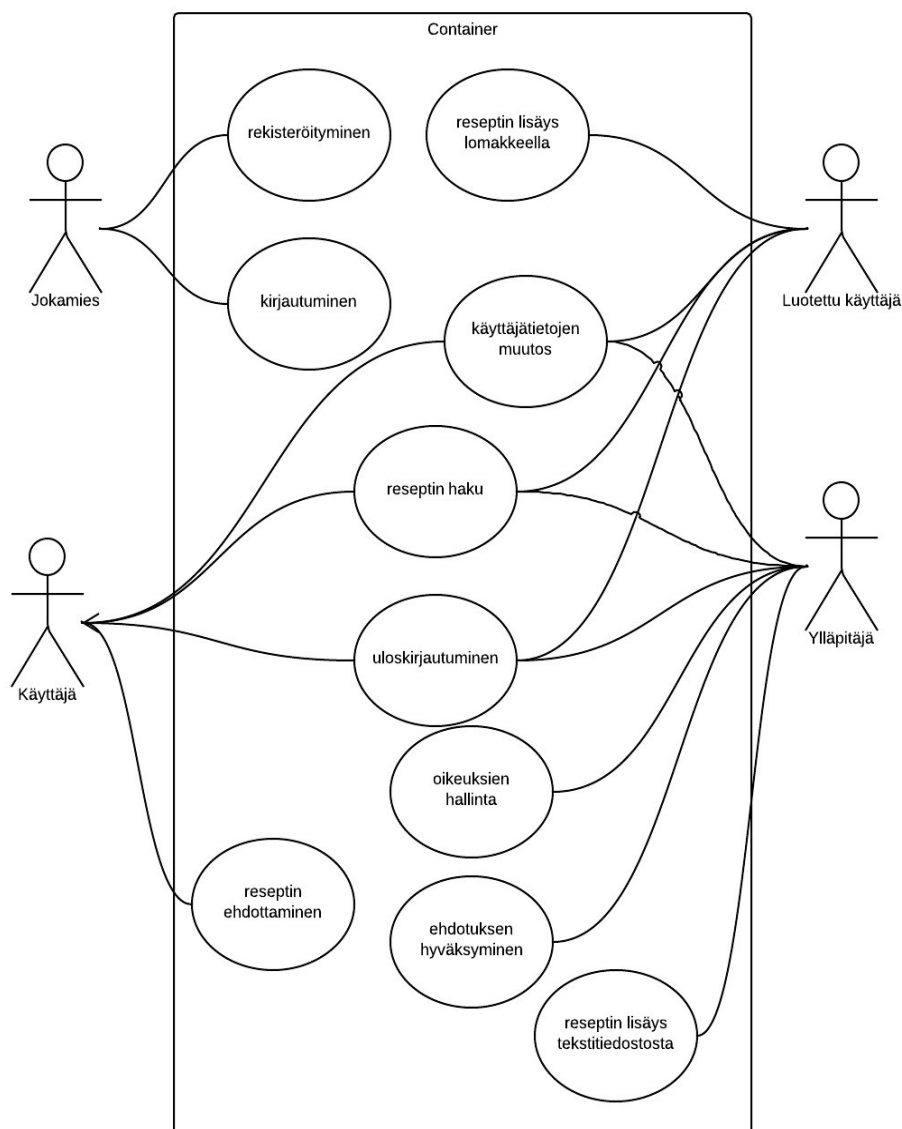 Container
rekisteröityminen
reseptin lisäys
lomakkeella
Jokamies
kirjautuminen
Luotettu käyttäjä
käyttäjätietojen
muutos
reseptin haku
Käyttäjä
uloskirjautuminen
Ylläpitäjä
oikeuksien
hallinta
reseptin
ehdottaminen
ehdotuksen
hyväksyminen
reseptin lisäys
tekstitiedostosta